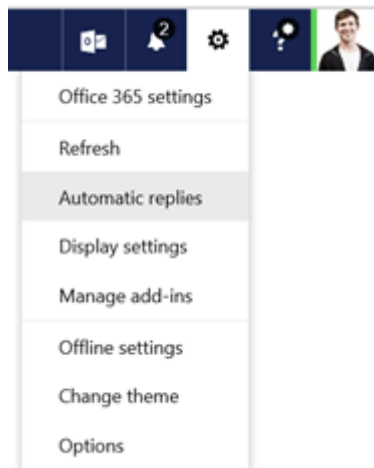 2
?
Office 365 settings
Refresh
Automatic replies
Display settings
Manage add-ins
Offline settings
Change theme
Options